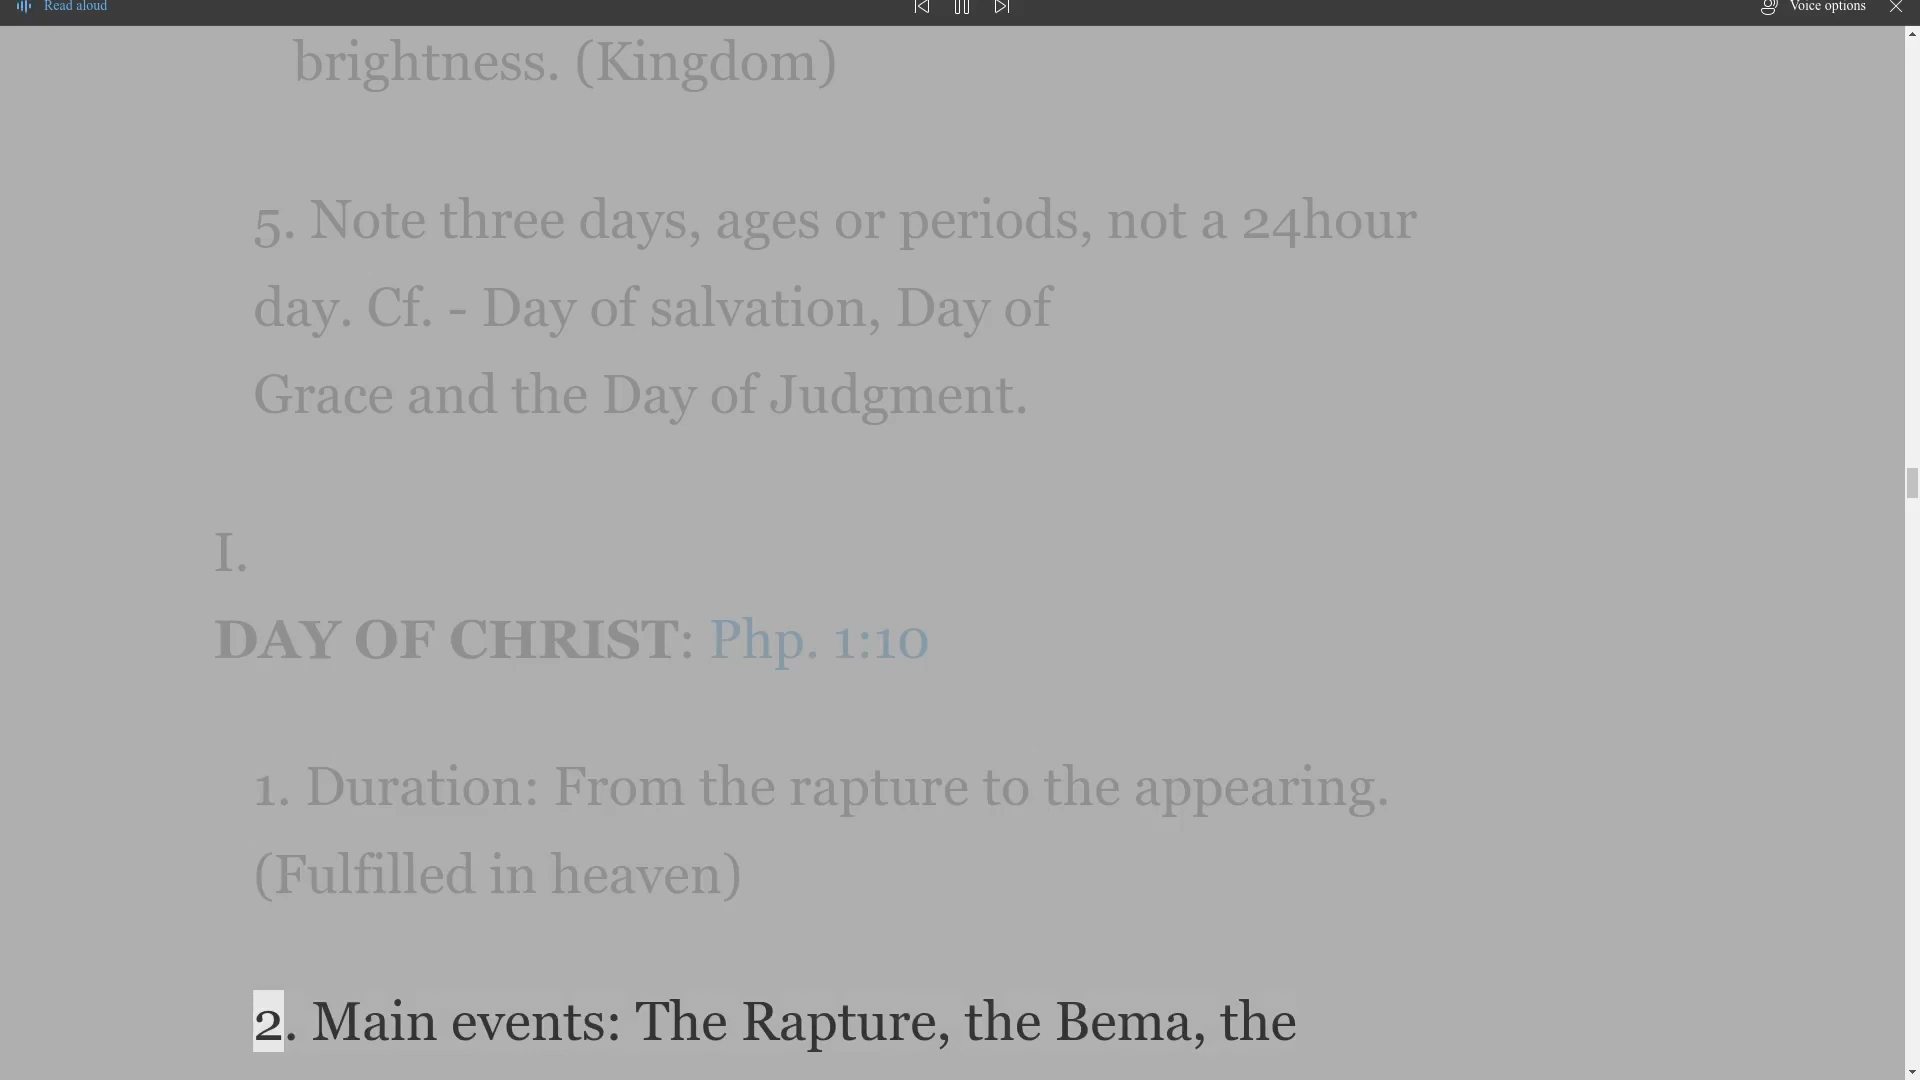 Read aloud
Voice options
brightness. (Kingdom)
5. Note three days, ages or periods, not a 24hour
day. Cf. - Day of salvation, Day of
Grace and the Day of Judgment.
I.
DAY OF CHRIST: Php. 1:10
1. Duration: From the rapture to the appearing.
(Fulfilled in heaven)
2. Main events: The Rapture, the Bema, the